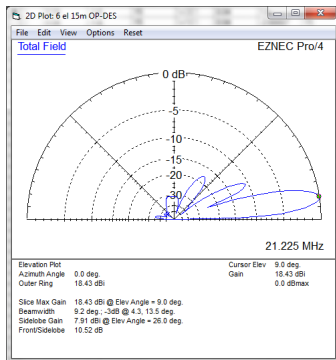 2D Plot: 6 el 15m OP-DES
File Edit View Options Reset
Total Field EZNEC Pro/4
0 dB
-5
-10
-15
-20
-30
21.225 MHz
Elevation Plot Cursor Elev 9.0 deg.
Azimuth Angle 0.0 deg. Gain 18.43 dBi
Outer Ring 18.43 dBi 0.0 dBmax
Slice Max Gain 18.43 dBi @ Elev Angle = 9.0 deg.
Beamwidth 9.2 deg.; -3dB @ 4.3, 13.5 deg.
Sidelobe Gain 7.91 dBi @ Elev Angle = 26.0 deg.
Front/Sidelobe 10.52 dB